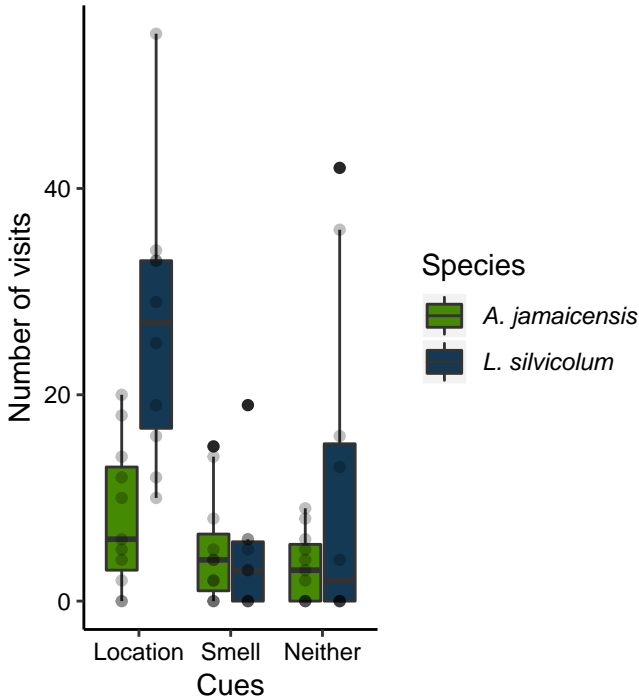 Number of visits
40
20
0
Location Smell Neither
Cues
Species
A. jamaicensis
L. silvicolum